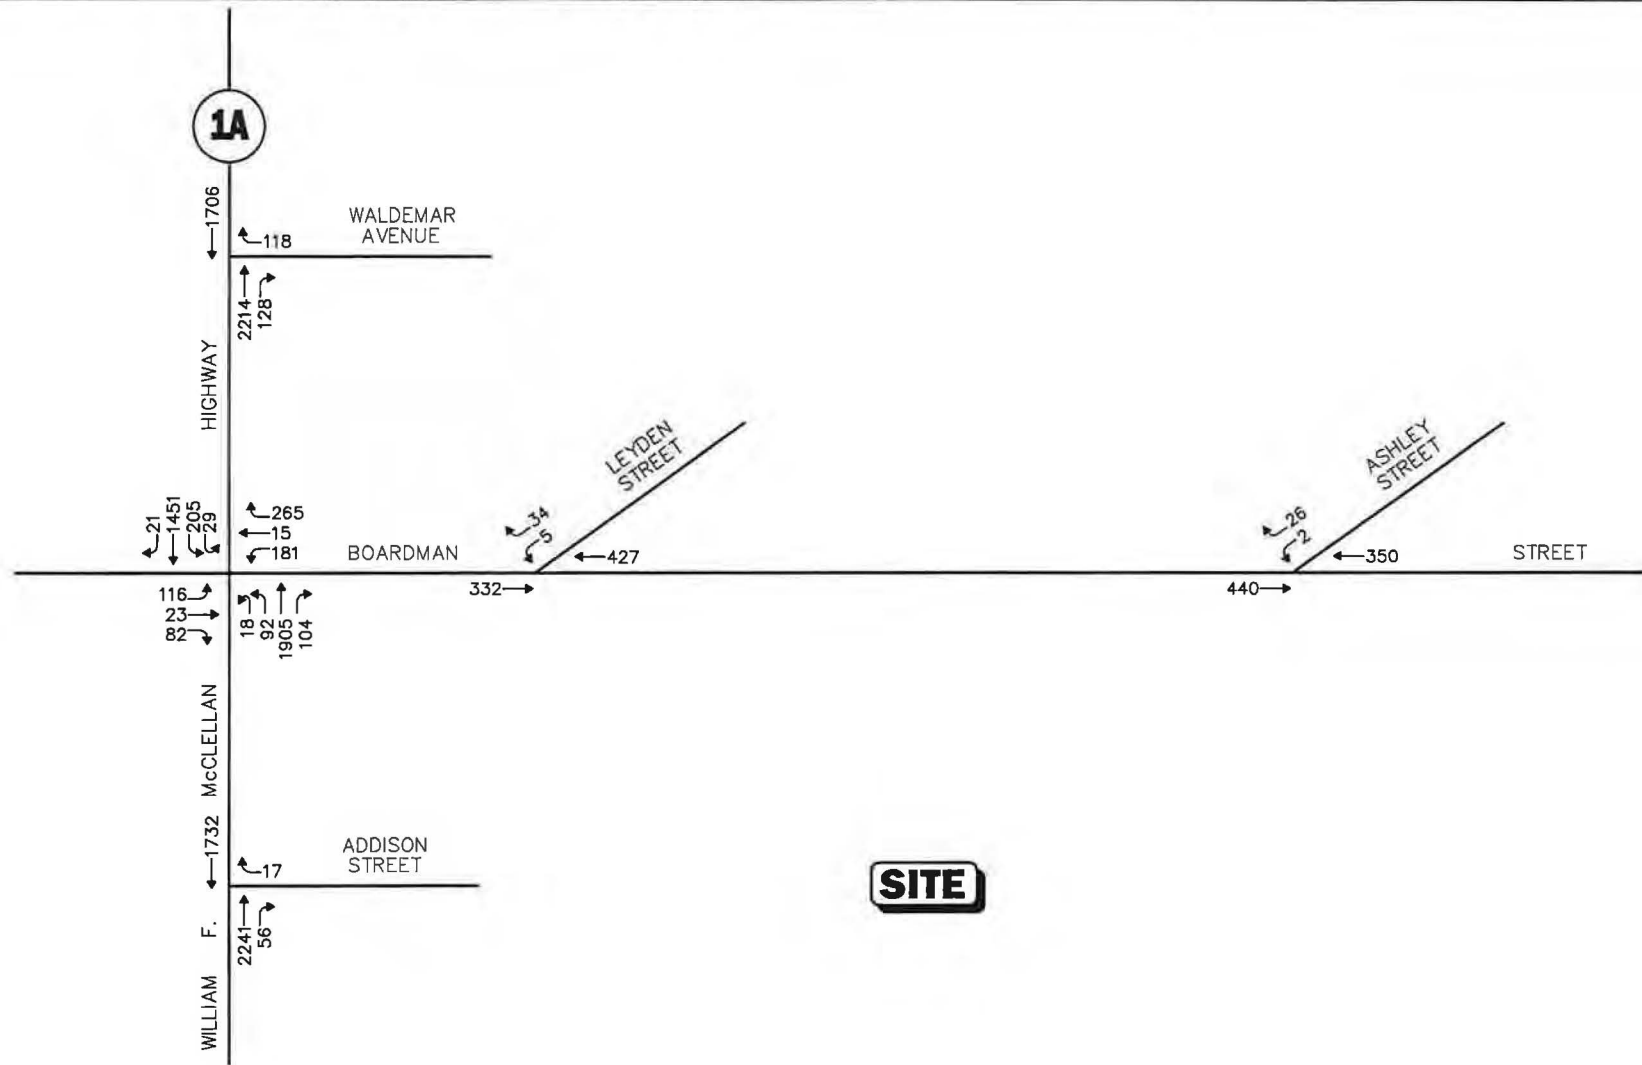 1A
1706
WALDEMAR
AVENUE
118
2214
128
HIGHWAY
LEYDEN
STREET
ASHLEY
STREET
21
1451
205
29
265
15
181
BOARDMAN
34
5
427
26
2
350
STREET
332
440
116
23
82
18
92
1905
104
McCLELLAN
1732
ADDISON
STREET
17
SITE
2241
56
F.
WILLIAM